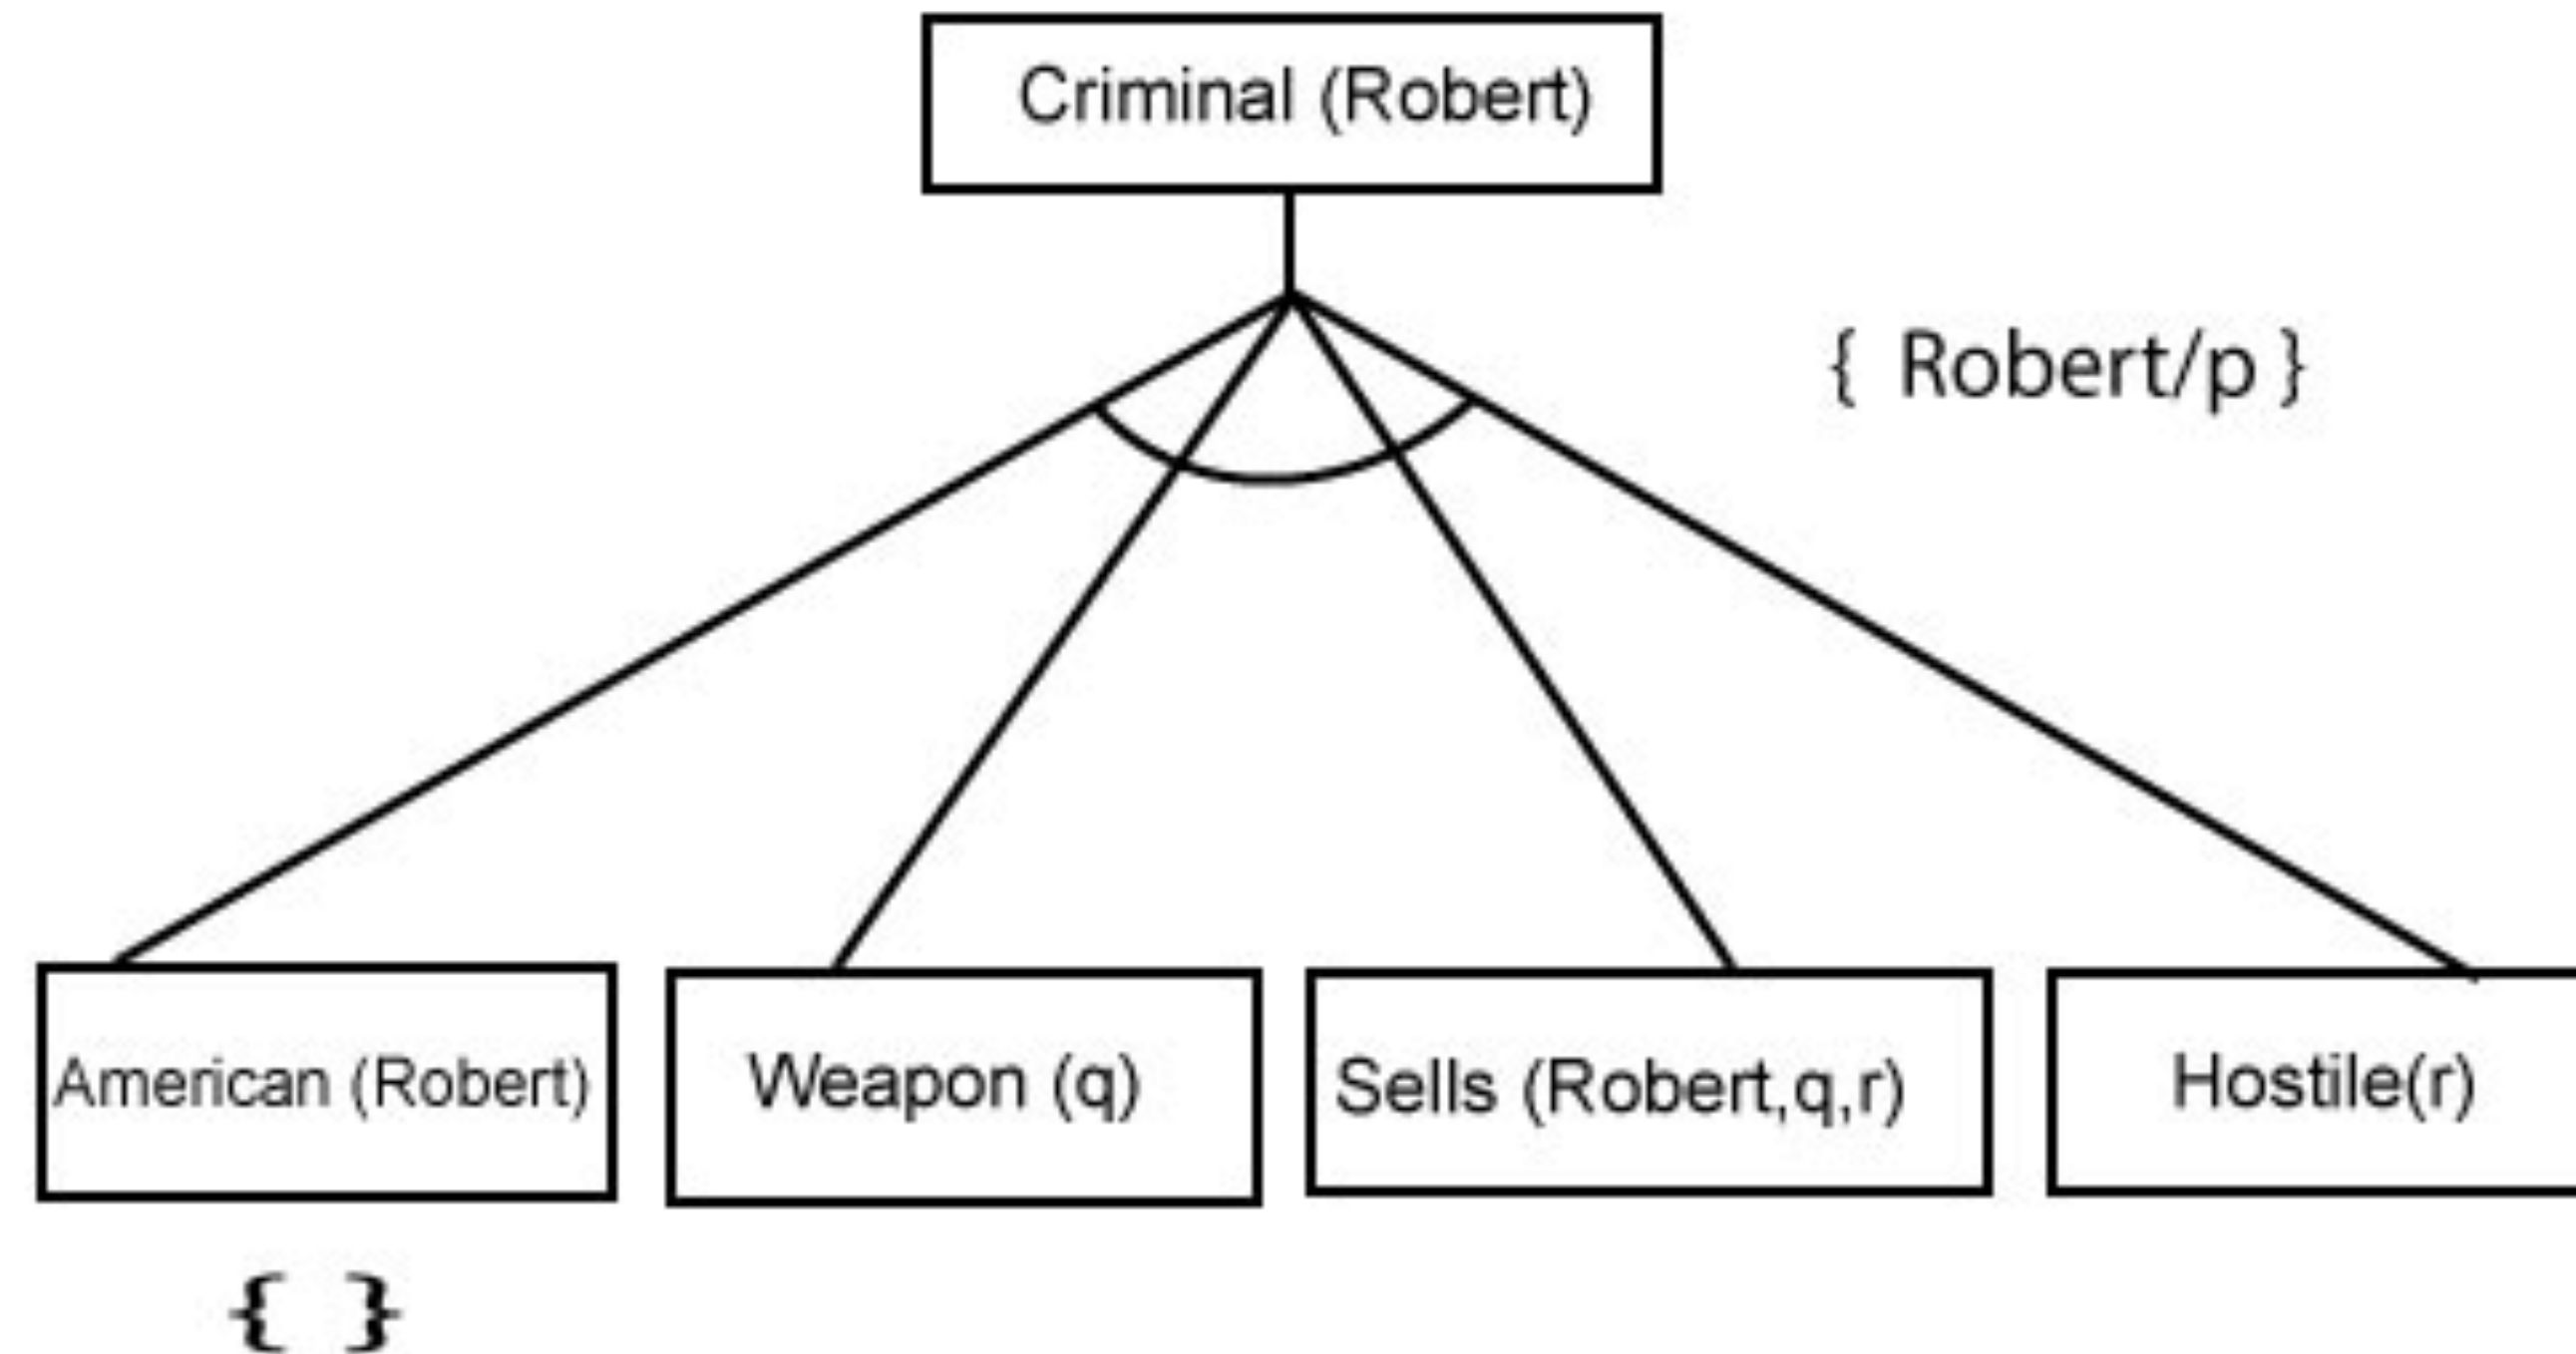 Criminal (Robert)
{ Robert/p }
American (Robert)
Weapon (q)
Sells (Robert,q,r)
Hostile(r)
{ }